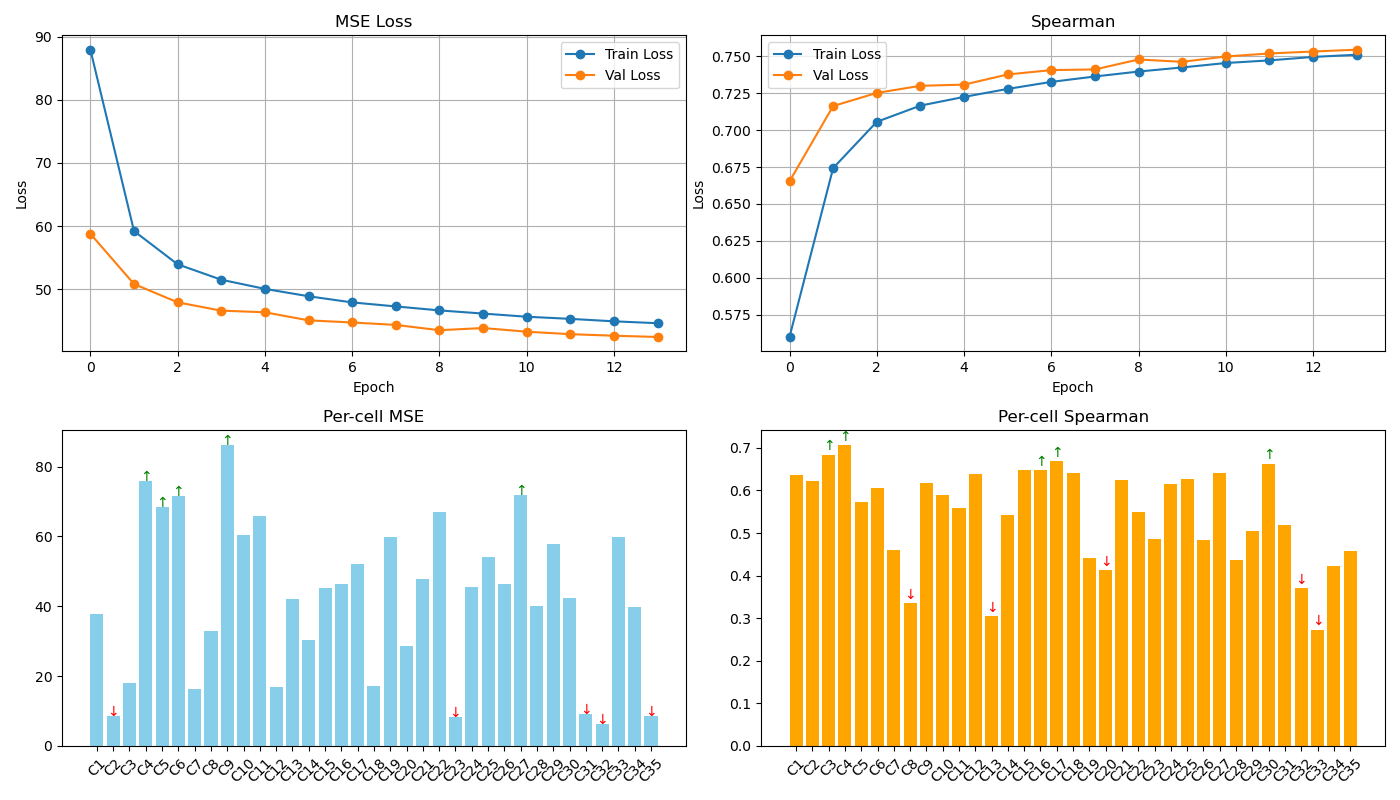 MSE Loss
90
80
70
60
50
Loss
0
2
4
6
8
10
12
Epoch
Train Loss
Val Loss
Spearman
0.750
0.725
0.700
0.675
0.650
0.625
0.600
0.575
Loss
0
2
4
6
8
10
12
Epoch
Train Loss
Val Loss
Per-cell MSE
80
60
40
20
0
↑
↑
↑
↑
↑
↓
↓
↓
↓
↓
C1
C2
C3
C4
C5
C6
C7
C8
C9
C10
C11
C12
C13
C14
C15
C16
C17
C18
C19
C20
C21
C22
C23
C24
C25
C26
C27
C28
C29
C30
C31
C32
C33
C34
C35
Per-cell Spearman
0.7
0.6
0.5
0.4
0.3
0.2
0.1
0.0
↑
↑
↑
↑
↑
↓
↓
↓
↓
↓
C1
C2
C3
C4
C5
C6
C7
C8
C9
C10
C11
C12
C13
C14
C15
C16
C17
C18
C19
C20
C21
C22
C23
C24
C25
C26
C27
C28
C29
C30
C31
C32
C33
C34
C35